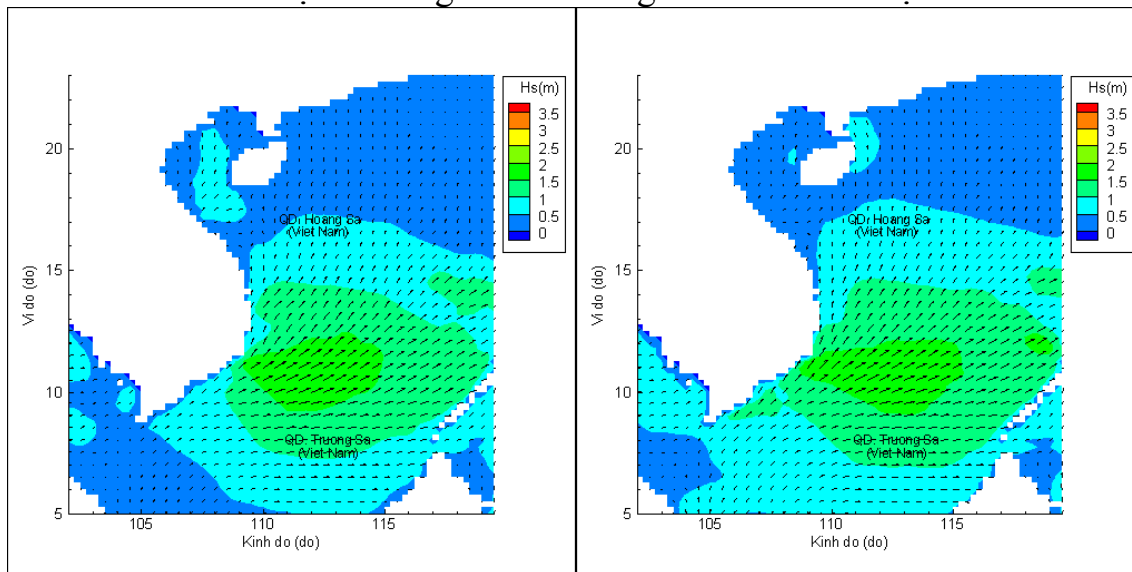 Hs(m)
3.5
3
2.5
2
1.5
1
0.5
0
20
15
10
5
105
110
115
Vi do (do)
Kinh do (do)
QD. Hoang Sa
(Viet Nam)
QD. Truong Sa
(Viet Nam)
Hs(m)
3.5
3
2.5
2
1.5
1
0.5
0
20
15
10
5
105
110
115
Vi do (do)
Kinh do (do)
QD. Hoang Sa
(Viet Nam)
QD. Truong Sa
(Viet Nam)